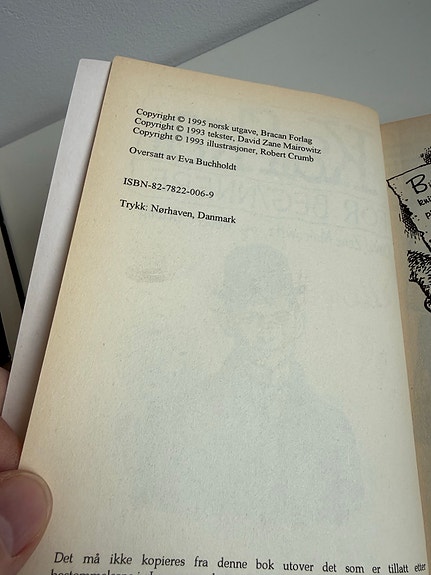 Copyright © 1995 norsk utgave, Bracan Forlag
Copyright © 1993 tekster, David Zane Mairowitz
Copyright © 1993 illustrasjoner, Robert Crumb
Oversatt av Eva Buchholdt
ISBN-82-7822-006-9
Trykk: Nørhaven, Danmark
Det må ikke kopieres fra denne bok utover det som er tillatt etter